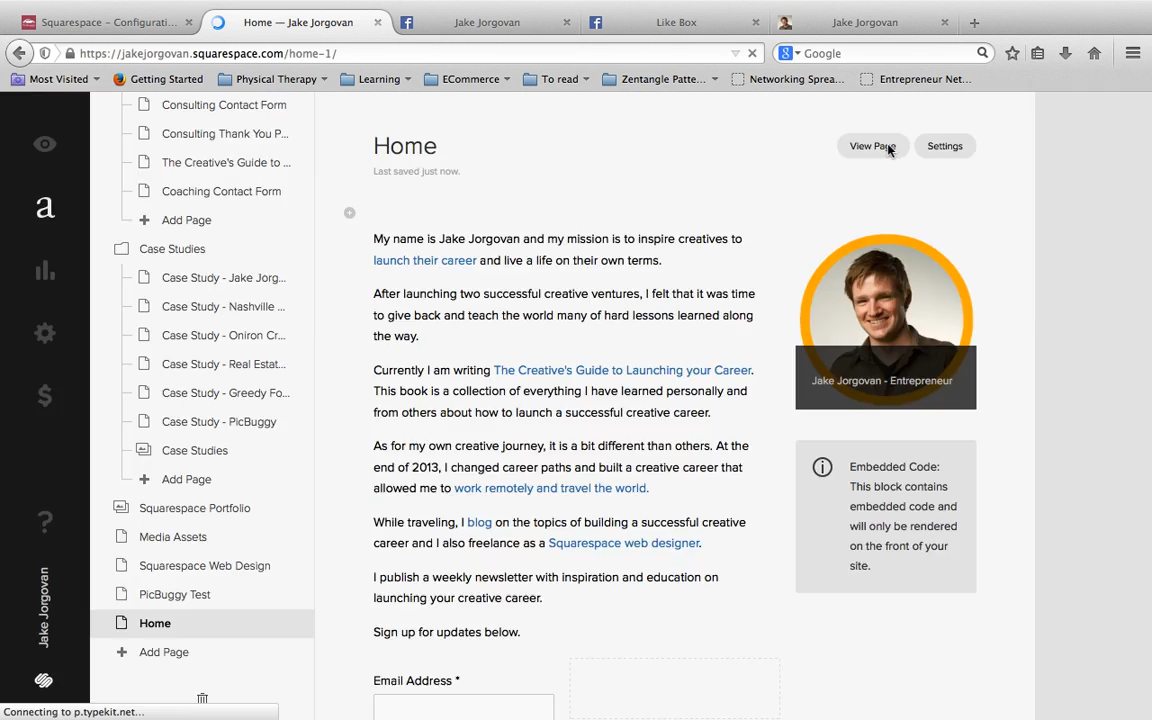 Squarespace - Configurati...
Home — Jake Jorgovan
Jake Jorgovan
Like Box
Jake Jorgovan
https://jakejorgovan.squarespace.com/home-1/
Google
Most Visited
Getting Started
Physical Therapy
Learning
ECommerce
To read
Zentangle Patte...
Networking Sprea...
Entrepreneur Net...
Consulting Contact Form
Consulting Thank You P...
The Creative's Guide to ...
Coaching Contact Form
Add Page
Case Studies
Case Study - Jake Jorg...
Case Study - Nashville ...
Case Study - Oniron Cr...
Case Study - Real Estat...
Case Study - Greedy Fo...
Case Study - PicBuggy
Case Studies
Add Page
Squarespace Portfolio
Media Assets
Squarespace Web Design
PicBuggy Test
Home
Add Page
Jake Jorgovan
Connecting to p.typekit.net...
Home
Last saved just now.
View Page
Settings
My name is Jake Jorgovan and my mission is to inspire creatives to
launch their career and live a life on their own terms.
After launching two successful creative ventures, I felt that it was time
to give back and teach the world many of hard lessons learned along
the way.
Currently I am writing The Creative's Guide to Launching your Career.
This book is a collection of everything I have learned personally and
from others about how to launch a successful creative career.
As for my own creative journey, it is a bit different than others. At the
end of 2013, I changed career paths and built a creative career that
allowed me to work remotely and travel the world.
While traveling, I blog on the topics of building a successful creative
career and I also freelance as a Squarespace web designer.
I publish a weekly newsletter with inspiration and education on
launching your creative career.
Sign up for updates below.
Email Address *
Jake Jorgovan - Entrepreneur
Embedded Code:
This block contains
embedded code and
will only be rendered
on the front of your
site.